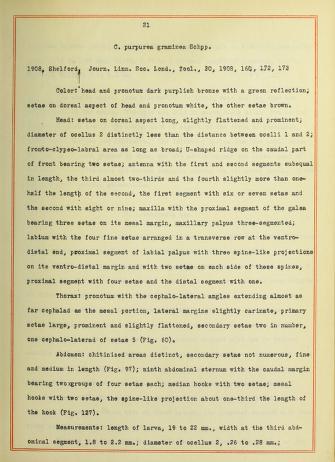 21
C. purpurea graminea Schpp.
1908, Shelford, Journ. Linn. Soc. Lond., Zool., 30, 1908, 164, 172, 173
Color: head and pronotum dark purplish bronze with a green reflection;
setae on dorsal aspect of head and pronotum white, the other setae brown.
Head: setae on dorsal aspect long, slightly flattened and prominent;
diameter of ocellus 2 distinctly less than the distance between ocelli 1 and 2;
fronto-clypeo-labral area as long as broad; U-shaped ridge on the caudal part
of front bearing two setae; antenna with the first and second segments subequal
in length, the third almost two-thirds and the fourth slightly more than one-
half the length of the second, the first segment with six or seven setae and
the second with eight or nine; maxilla with the proximal segment of the galea
bearing three setae on its mesal margin, maxillary palpus three-segmented;
labium with the four fine setae arranged in a transverse row at the ventro-
distal end, proximal segment of labial palpus with three spine-like projections
on its ventro-distal margin and with two setae on each side of these spines,
proximal segment with four setae and the distal segment with one.
Thorax: pronotum with the cephalo-lateral angles extending almost as
far cephalad as the mesal portion, lateral margins slightly carinate, primary
setae large, prominent and slightly flattened, secondary setae two in number,
one cephalo-laterad of setae 5 (Fig. 60).
Abdomen: chitinized areas distinct, secondary setae not numerous, fine
and medium in length (Fig. 97); ninth abdominal sternum with the caudal margin
bearing two groups of four setae each; median hooks with two setae; mesal
hooks with two setae, the spine-like projection about one-third the length of
the hook (Fig. 127).
Measurements: length of larva, 19 to 22 mm., width at the third abd-
ominal segment, 1.8 to 2.2 mm.; diameter of ocellus 2, .26 to .28 mm.;